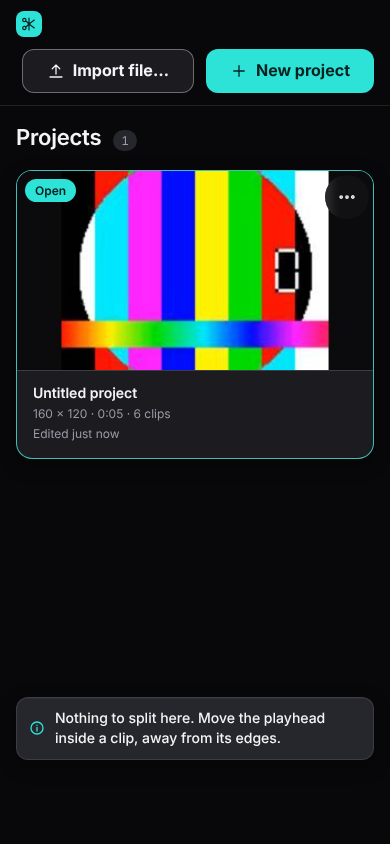 Import file...
New project
Projects 1
Open
Untitled project
160 × 120 · 0:05 · 6 clips
Edited just now
Nothing to split here. Move the playhead
inside a clip, away from its edges.